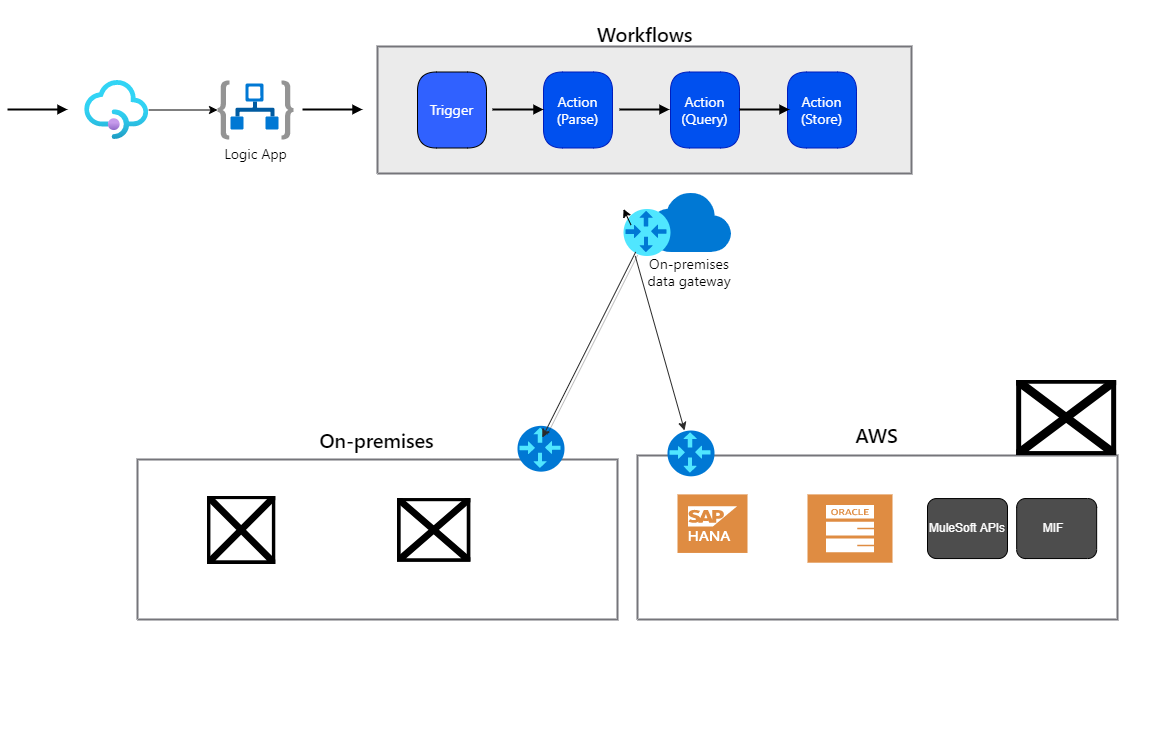 Workflows
Trigger
Action
(Parse)
Action
(Query)
Action
(Store)
Logic App
On-premises
data gateway
On-premises
AWS
SAP
HANA
ORACLE
MuleSoft APIs
MIF